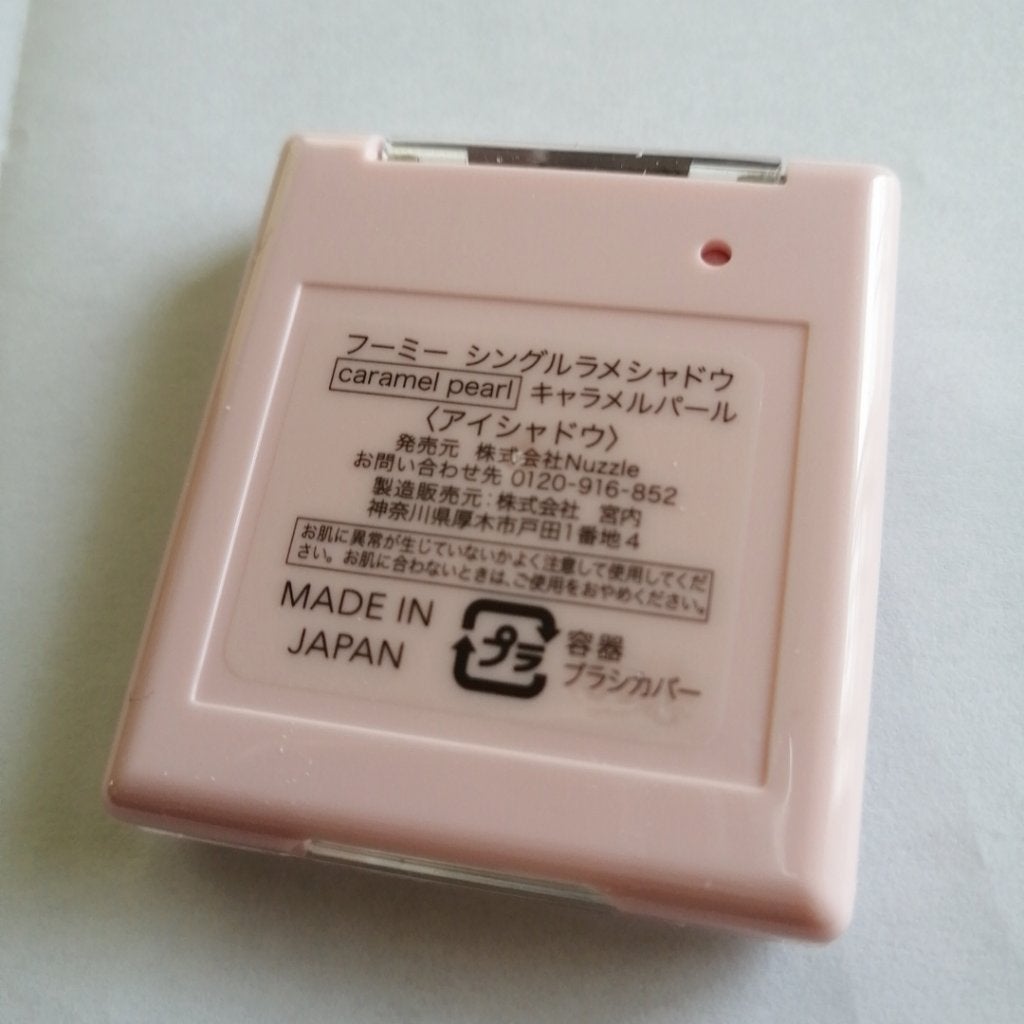 フーミー シングルラメシャドウ
caramel pearl キャラメルパール
〈アイシャドウ〉
発売元 株式会社Nuzzle
お問い合わせ先 0120-916-852
製造販売元:株式会社 宮内
神奈川県厚木市戸田1番地4
お肌に異常が生じていないかよく注意して使用してくだ
さい。お肌に合わないときは、ご使用をおやめください。
MADE IN
JAPAN
プラ
容器
ブラシカバー